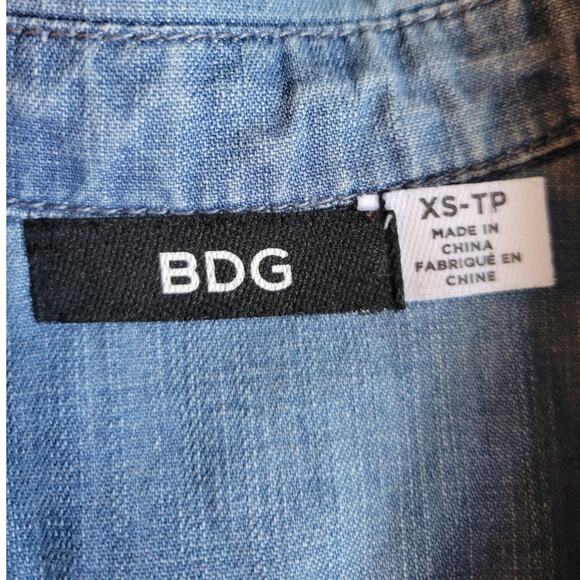 BDG
XS-TP
MADE IN
CHINA
FABRIQUÉ EN
CHINE